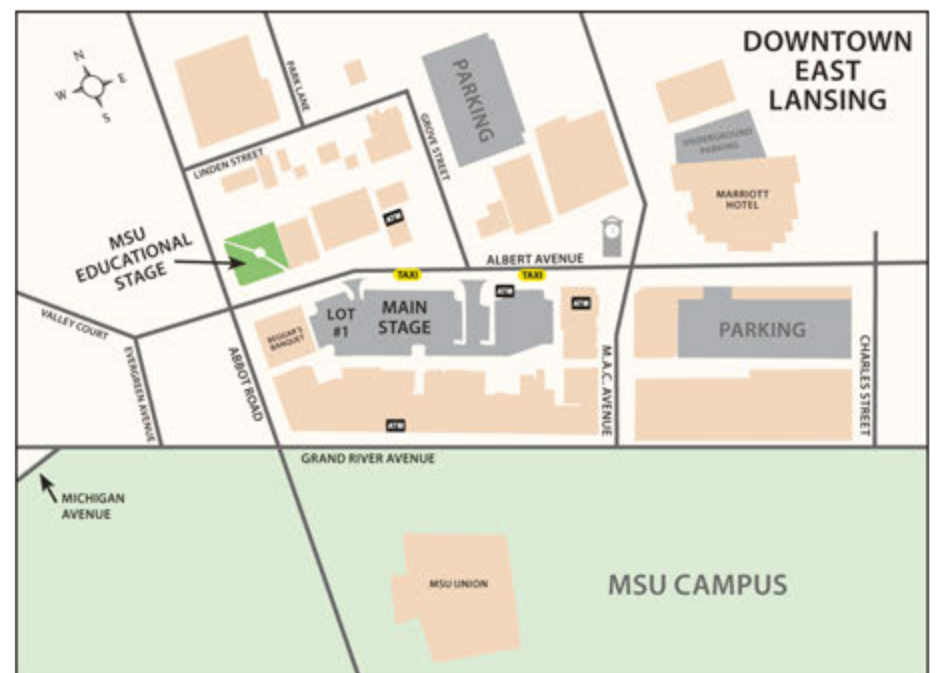 DOWNTOWN
EAST
LANSING
N
W
E
S
PARK LANE
PARKING
GROVE STREET
LINDEN STREET
UNDERGROUND
PARKING
MARRIOTT
HOTEL
ATM
MSU
EDUCATIONAL
STAGE
ALBERT AVENUE
TAXI
TAXI
ATM
ATM
LOT
#1
MAIN
STAGE
PARKING
VALLEY COURT
BEGGAR'S
BANQUET
EVERGREEN AVENUE
ABBOT ROAD
M.A.C. AVENUE
CHARLES STREET
ATM
GRAND RIVER AVENUE
MICHIGAN
AVENUE
MSU UNION
MSU CAMPUS